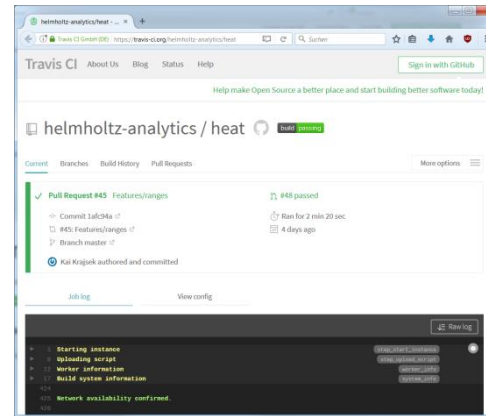 helmholtz-analytics/heat - ...
Travis CI GmbH (DE) https://travis-ci.org/helmholtz-analytics/heat
Suchen
Travis CI About Us Blog Status Help
Sign in with GitHub
Help make Open Source a better place and start building better software today!
helmholtz-analytics / heat build passing
Current Branches Build History Pull Requests More options
Pull Request #45 Features/ranges
#48 passed
Commit 1afc94a
Ran for 2 min 20 sec
#45: Features/ranges
4 days ago
Branch master
Kai Krajsek authored and committed
Job log View config
Raw log
1 Starting instance
Uploading script
Worker information worker_info
17 Build system information system_info
424
425 Network availability confirmed.
426